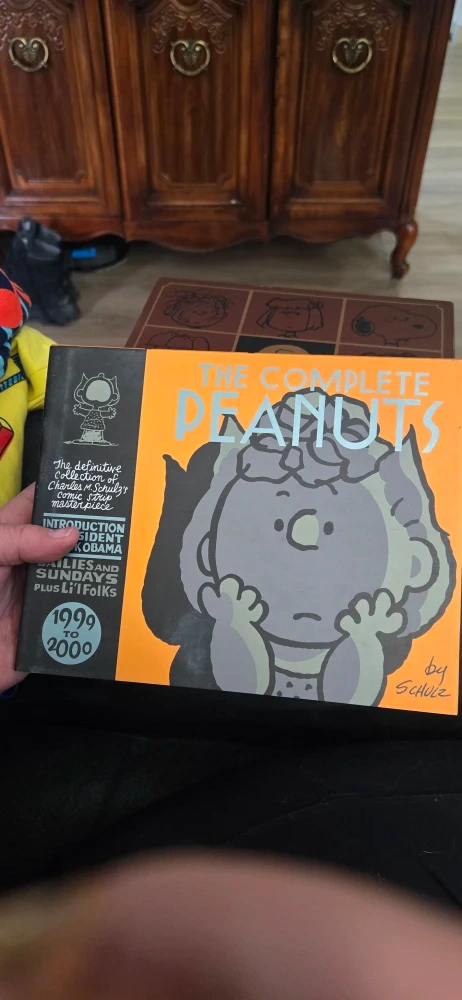 THE COMPLETE
PEANUTS
The definitive
collection of
Charles M. Schulz's
comic strip
masterpiece
INTRODUCTION
OBAMA
DAILIES AND
SUNDAYS
PLUS Li'l FOLKS
1999
TO
2000
by
SCHULZ